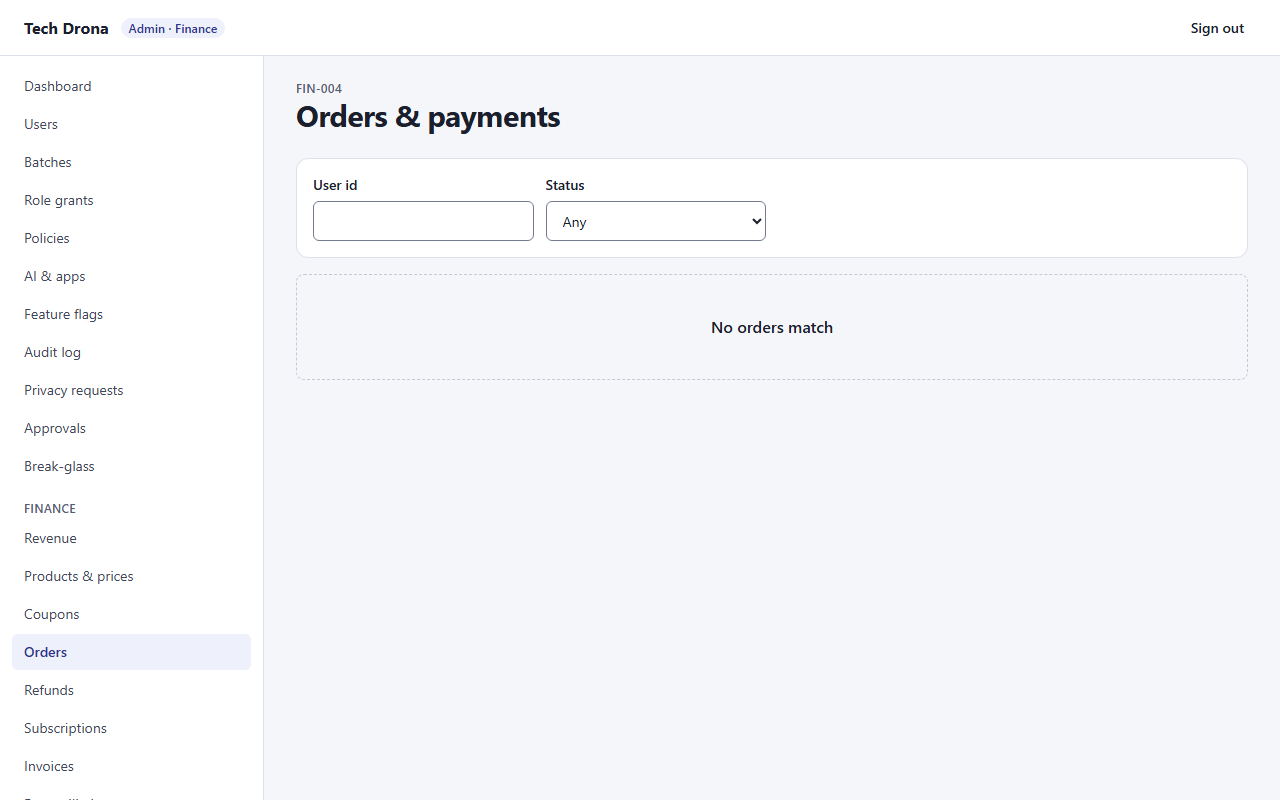 Tech Drona
Admin · Finance
Sign out
Dashboard
Users
Batches
Role grants
Policies
AI & apps
Feature flags
Audit log
Privacy requests
Approvals
Break-glass
FINANCE
Revenue
Products & prices
Coupons
Orders
Refunds
Subscriptions
Invoices
FIN-004
Orders & payments
User id
Status
Any
No orders match